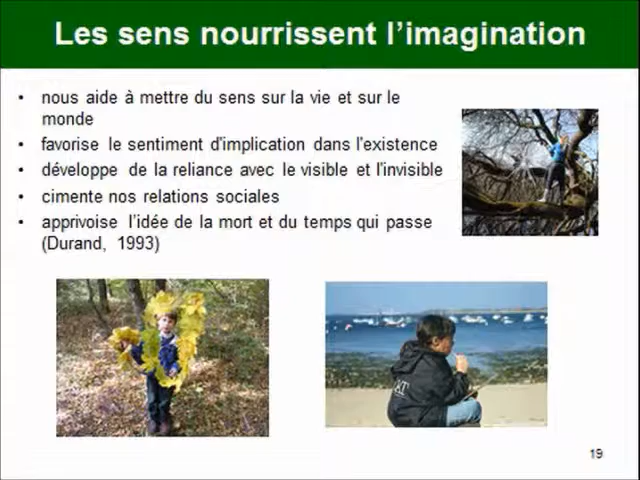 Les sens nourrissent l’imagination
• nous aide à mettre du sens sur la vie et sur le
monde
• favorise le sentiment d'implication dans l'existence
• développe de la reliance avec le visible et l'invisible
• cimente nos relations sociales
• apprivoise l’idée de la mort et du temps qui passe
(Durand, 1993)
19